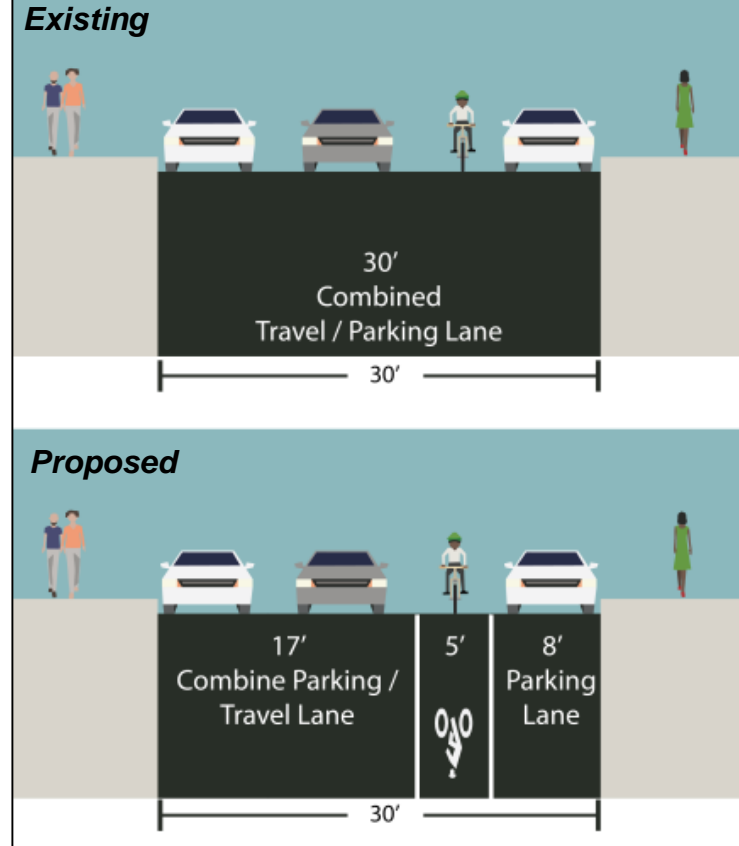 Existing
30’
Combined
Travel / Parking Lane
30’
Proposed
17’
Combine Parking /
Travel Lane
5’
8’
Parking
Lane
30’